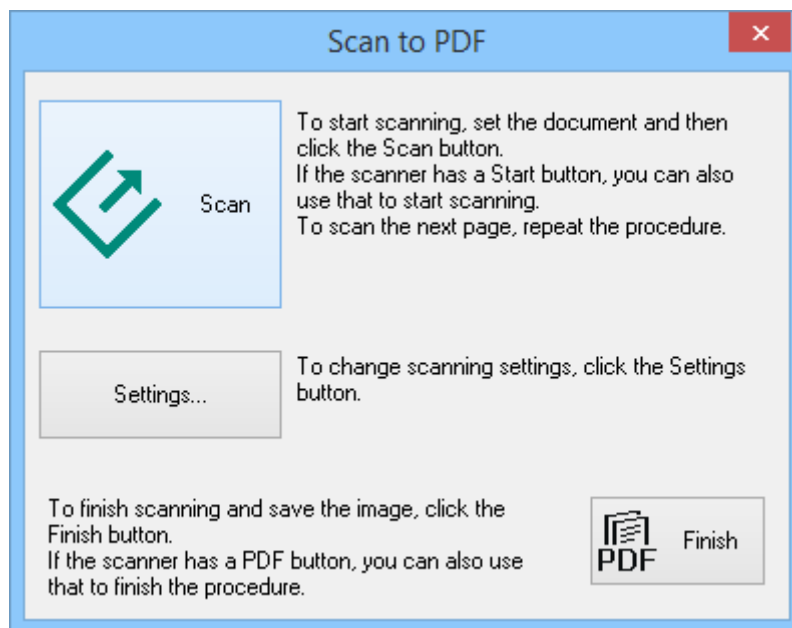 Scan to PDF
Scan
To start scanning, set the document and then
click the Scan button.
If the scanner has a Start button, you can also
use that to start scanning.
To scan the next page, repeat the procedure.
Settings...
To change scanning settings, click the Settings
button.
To finish scanning and save the image, click the
Finish button.
If the scanner has a PDF button, you can also use
that to finish the procedure.
PDF
Finish